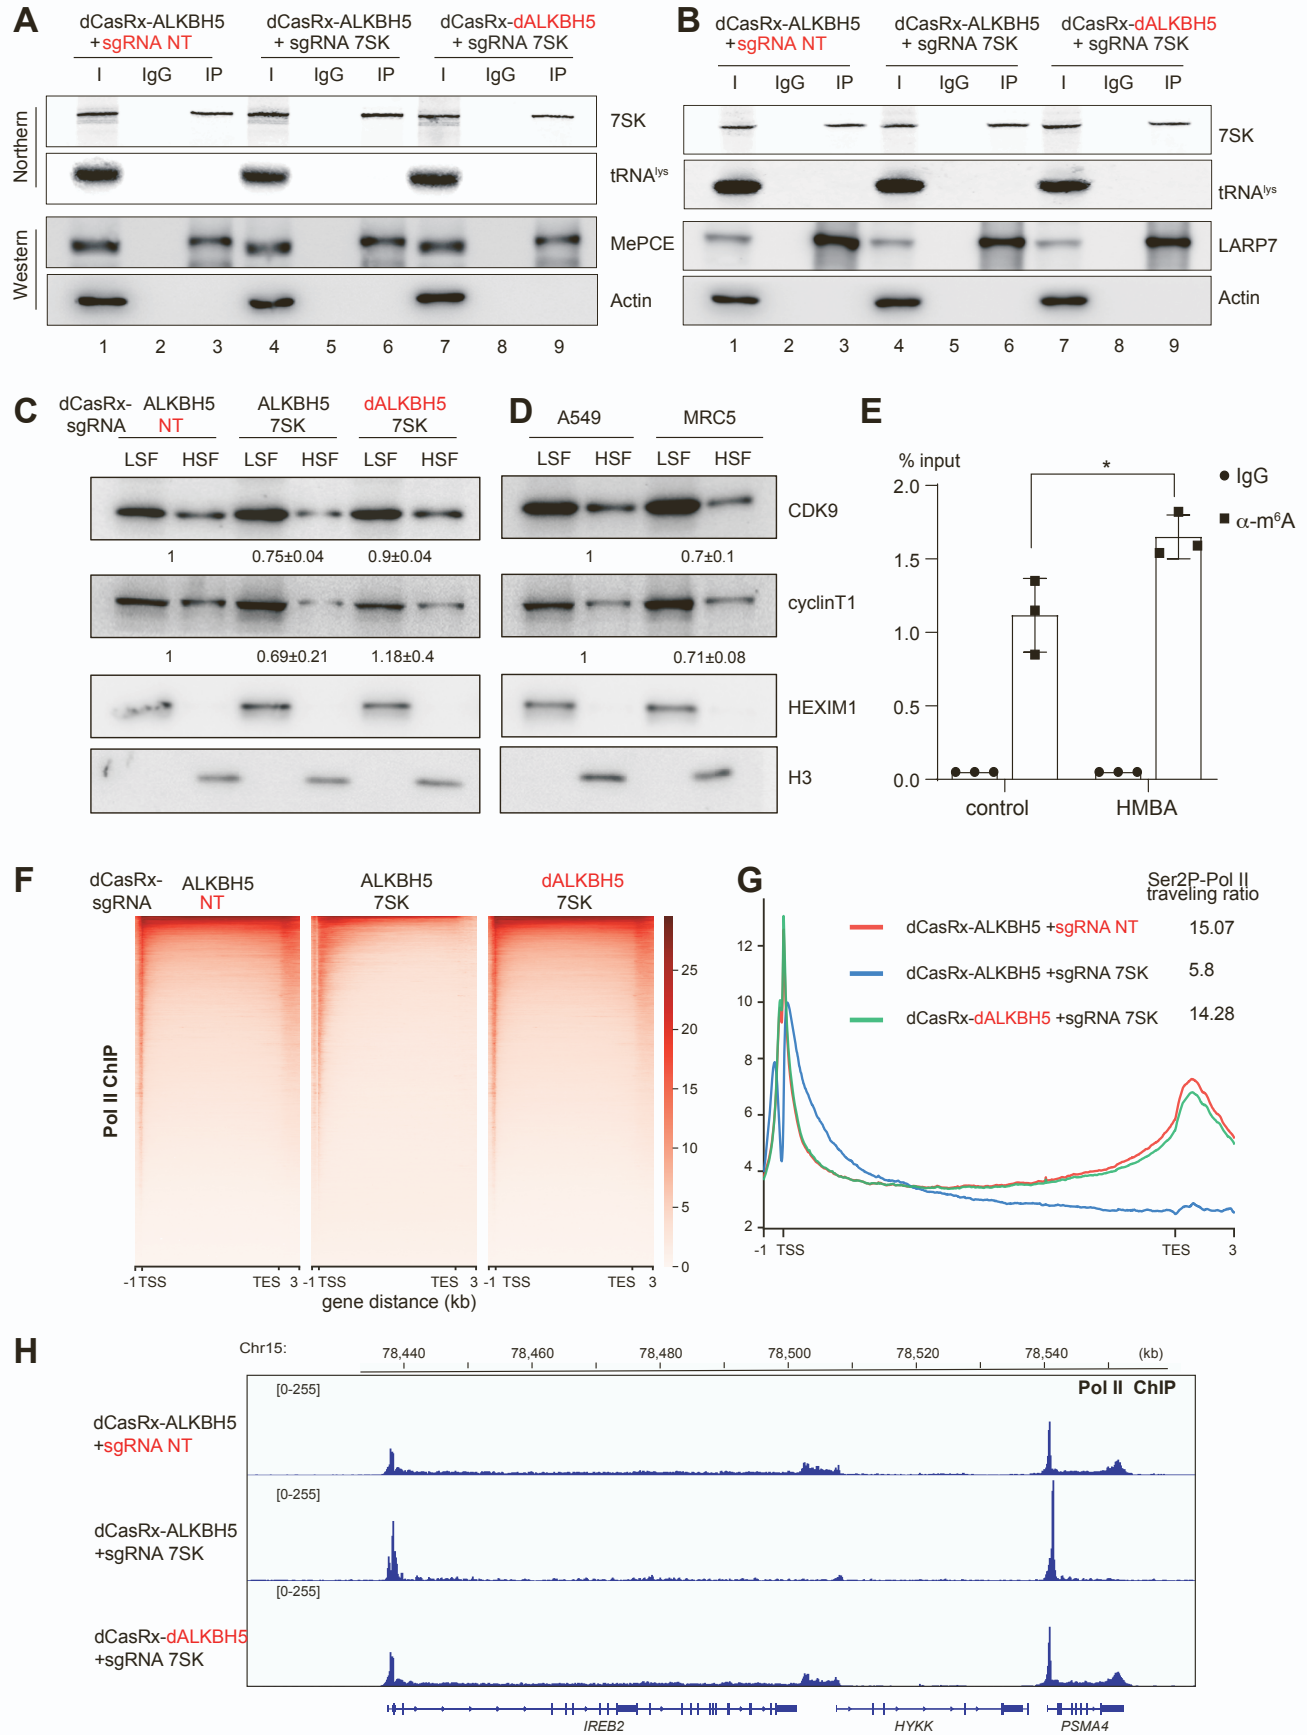 A
dCasRx-ALKBH5 dCasRx-ALKBH5 dCasRx-dALKBH5
+sgRNA NT + sgRNA 7SK + sgRNA 7SK
I IgG IP I IgG IP I IgG IP
Northern
7SK
tRNAlys
Western
MePCE
Actin
1 2 3 4 5 6 7 8 9
B
dCasRx-ALKBH5 dCasRx-ALKBH5 dCasRx-dALKBH5
+sgRNA NT + sgRNA 7SK + sgRNA 7SK
I IgG IP I IgG IP I IgG IP
7SK
tRNAlys
LARP7
Actin
1 2 3 4 5 6 7 8 9
C
dCasRx- ALKBH5 ALKBH5 dALKBH5
sgRNA NT 7SK 7SK
LSF HSF LSF HSF LSF HSF
1 0.75±0.04 0.9±0.04
1 0.69±0.21 1.18±0.4
D
A549 MRC5
LSF HSF LSF HSF
CDK9
1 0.7±0.1
cyclinT1
1 0.71±0.08
HEXIM1
H3
E
% input
2.0
1.5
1.0
0.5
0.0
*
IgG
α-m⁶A
control HMBA
F
dCasRx- ALKBH5 ALKBH5 dALKBH5
sgRNA NT 7SK 7SK
Pol II ChIP
25
20
15
10
5
0
-1 TSS TES 3 -1 TSS TES 3 -1 TSS TES 3
gene distance (kb)
G
Ser2P-Pol II
traveling ratio
dCasRx-ALKBH5 +sgRNA NT 15.07
dCasRx-ALKBH5 +sgRNA 7SK 5.8
dCasRx-dALKBH5 +sgRNA 7SK 14.28
12
10
8
6
4
2
-1 TSS TES 3
H
Chr15: 78,440 78,460 78,480 78,500 78,520 78,540 (kb)
[0-255] Pol II ChIP
dCasRx-ALKBH5
+sgRNA NT
[0-255]
dCasRx-ALKBH5
+sgRNA 7SK
[0-255]
dCasRx-dALKBH5
+sgRNA 7SK
IREB2 HYKK PSMA4